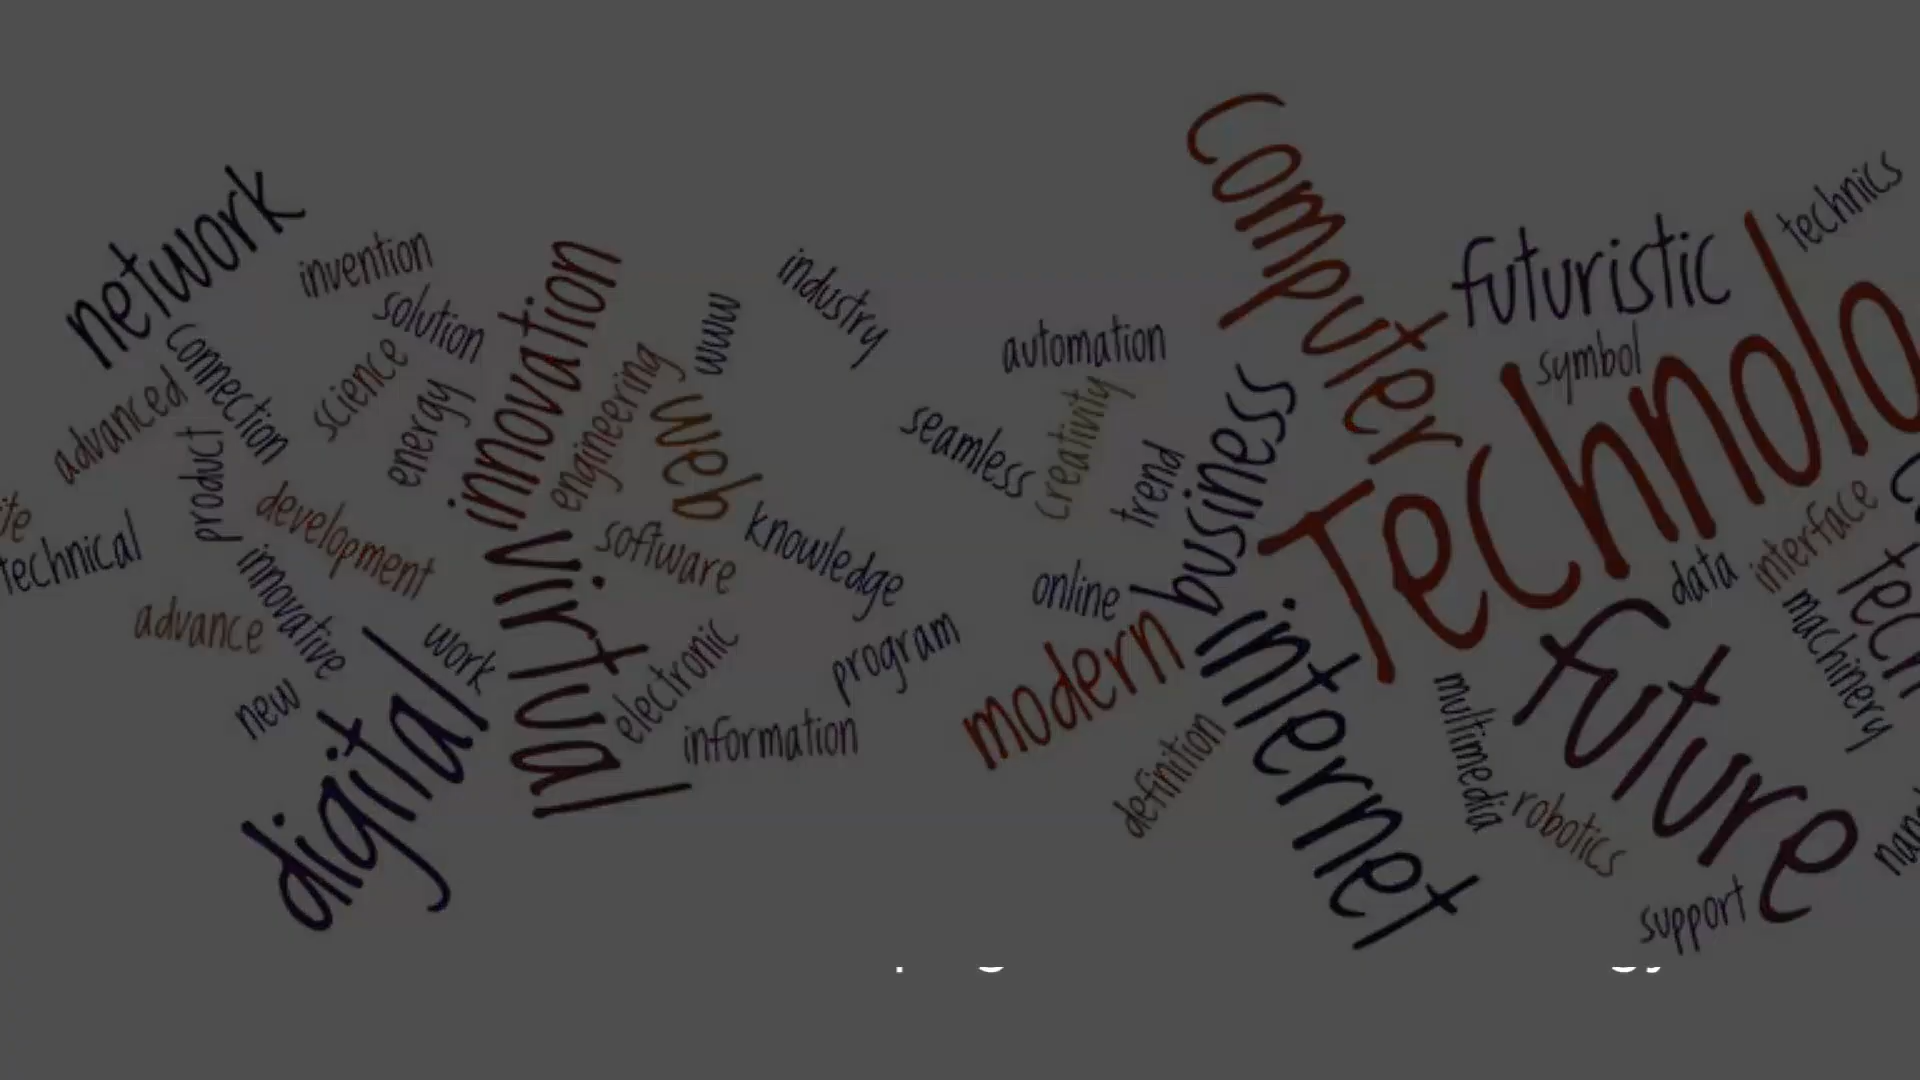 network
invention
solution
connection
science
advanced
product
energy
innovation
engineering
web
www
industry
technical
development
innovative
advance
new
work
digital
virtual
software
knowledge
electronic
information
program
automation
seamless
creativity
trend
business
online
modern
definition
internet
computer
futuristic
technics
symbol
Technolo
interface
data
machinery
future
multimedia
robotics
support